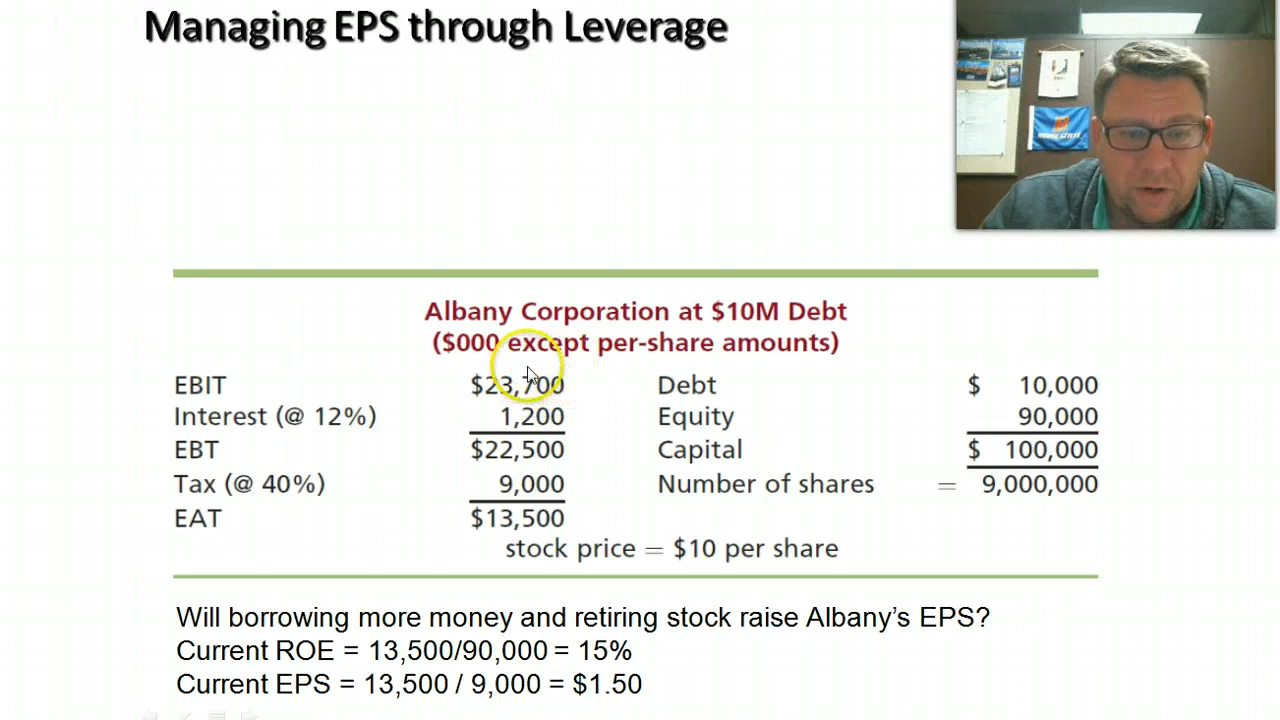 Managing EPS through Leverage
Albany Corporation at $10M Debt
($000 except per-share amounts)
EBIT $23,700 Debt $ 10,000
Interest (@ 12%) 1,200 Equity 90,000
EBT $22,500 Capital $ 100,000
Tax (@ 40%) 9,000 Number of shares = 9,000,000
EAT $13,500
stock price = $10 per share
Will borrowing more money and retiring stock raise Albany's EPS?
Current ROE = 13,500/90,000 = 15%
Current EPS = 13,500 / 9,000 = $1.50